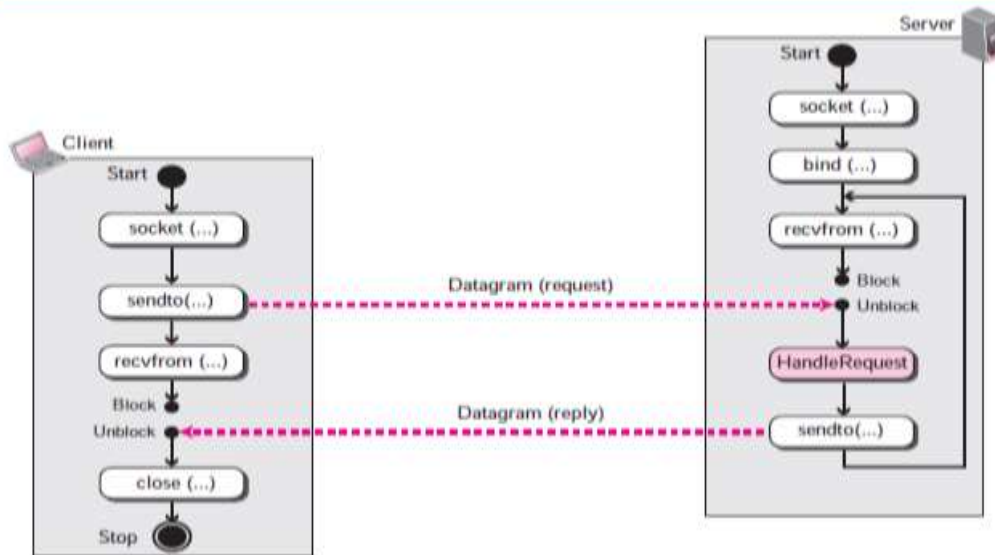 Server
Start
socket (...)
bind (...)
recvfrom (...)
Block
Unblock
HandleRequest
sendto(...)
Client
Start
socket (...)
sendto(...)
recvfrom (...)
Block
Unblock
close (...)
Stop
Datagram (request)
Datagram (reply)